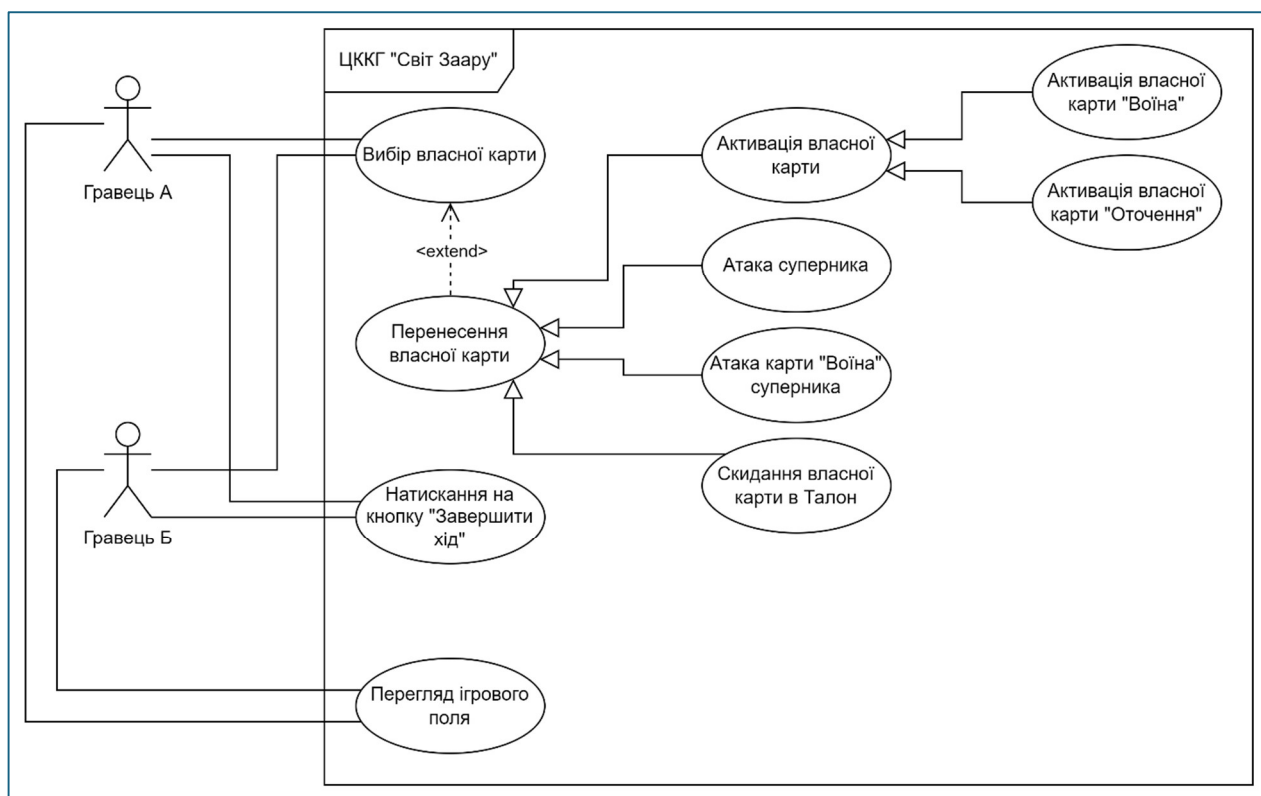 ЦККГ "Світ Заару"
Гравець А
Вибір власної карти
<extend>
Перенесення
власної карти
Активація власної
карти
Активація власної
карти "Воїна"
Активація власної
карти "Оточення"
Атака суперника
Атака карти "Воїна"
суперника
Скидання власної
карти в Талон
Гравець Б
Натискання на
кнопку "Завершити
хід"
Перегляд ігрового
поля